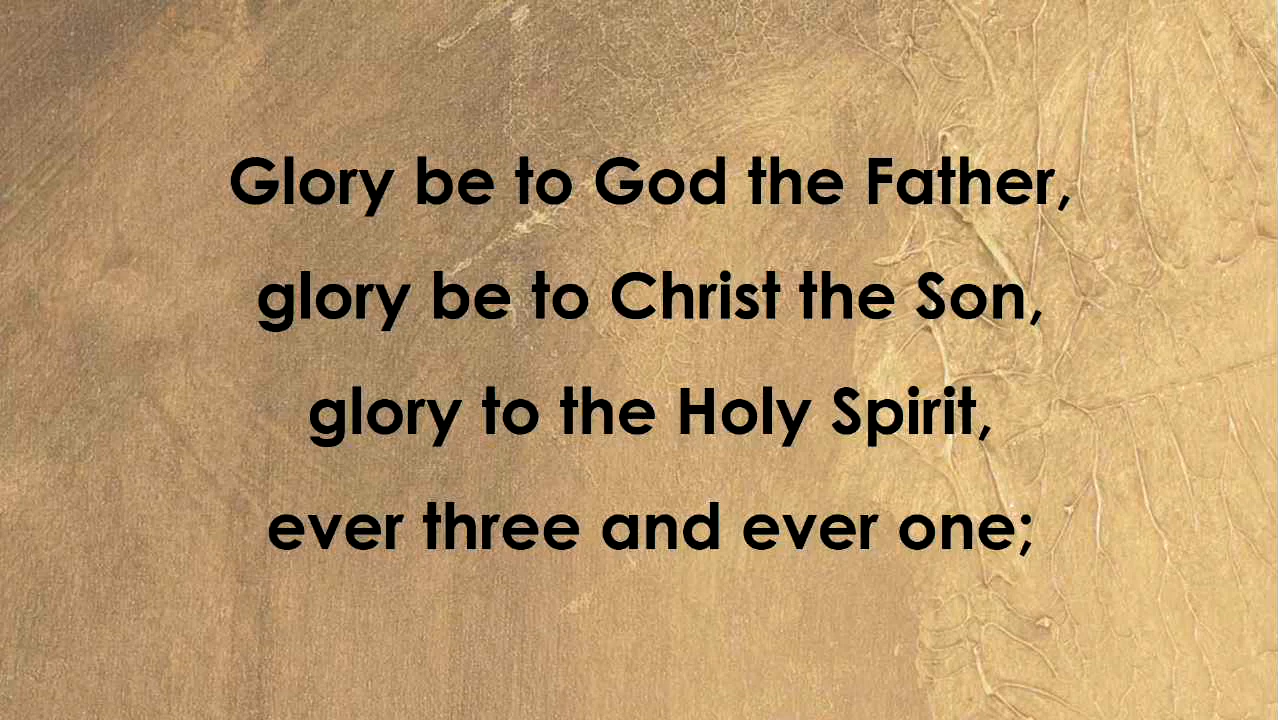 Glory be to God the Father,
glory be to Christ the Son,
glory to the Holy Spirit,
ever three and ever one;